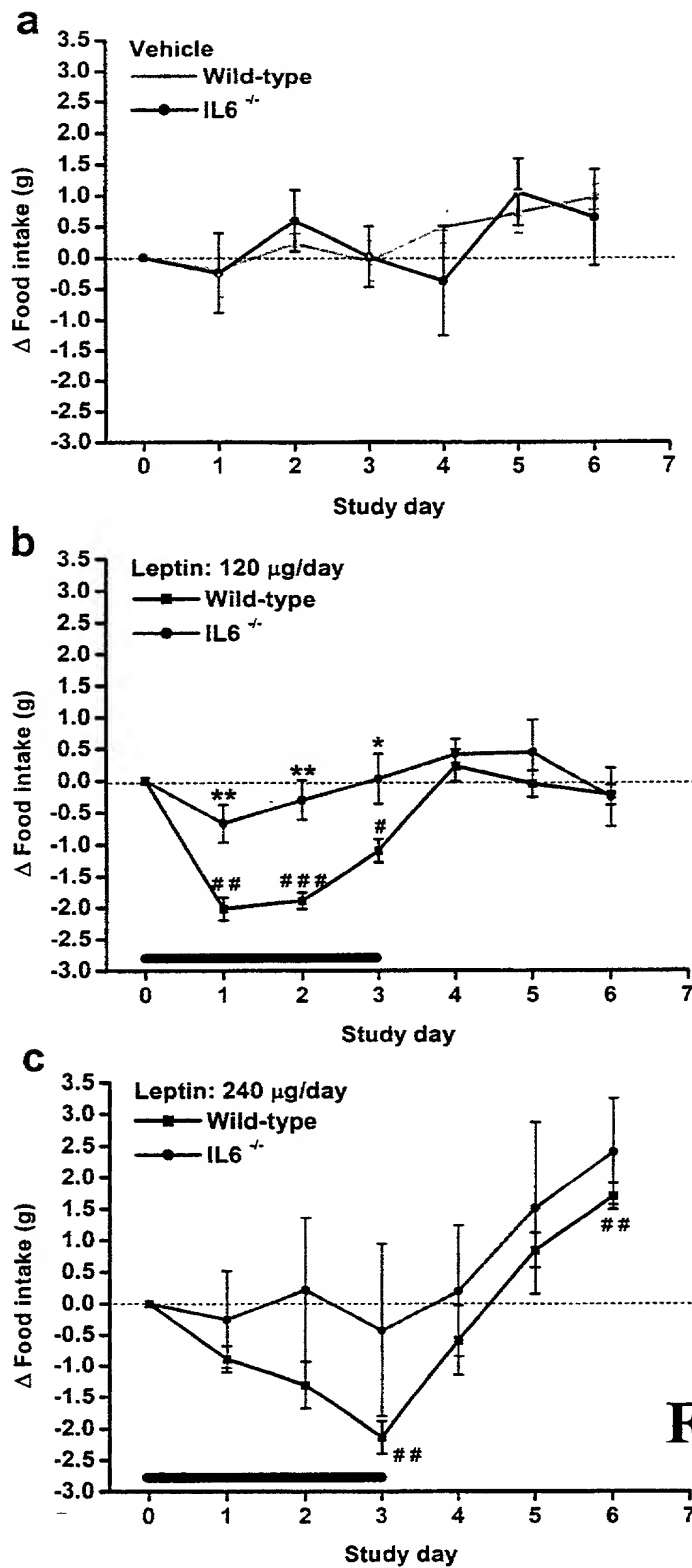 a
Vehicle
Wild-type
IL6 -/-
Δ Food intake (g)
3.5
3.0
2.5
2.0
1.5
1.0
0.5
0.0
-0.5
-1.0
-1.5
-2.0
-2.5
-3.0
0 1 2 3 4 5 6 7
Study day
b
Leptin: 120 μg/day
Wild-type
IL6 -/-
Δ Food intake (g)
3.5
3.0
2.5
2.0
1.5
1.0
0.5
0.0
-0.5
-1.0
-1.5
-2.0
-2.5
-3.0
** ** *
## ### #
0 1 2 3 4 5 6 7
Study day
c
Leptin: 240 μg/day
Wild-type
IL6 -/-
Δ Food intake (g)
3.5
3.0
2.5
2.0
1.5
1.0
0.5
0.0
-0.5
-1.0
-1.5
-2.0
-2.5
-3.0
##
##
F
0 1 2 3 4 5 6 7
Study day